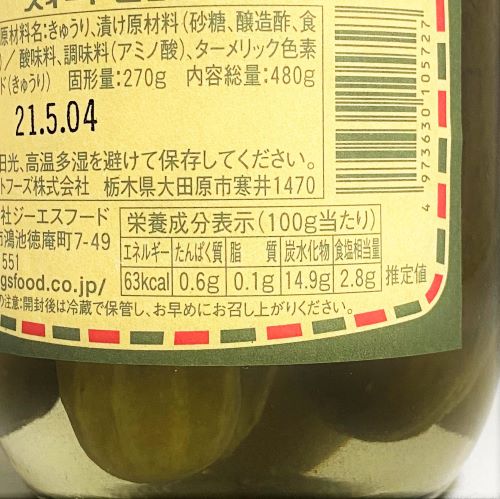 原材料名:きゅうり、漬け原材料(砂糖、醸造酢、食
)/酸味料、調味料(アミノ酸)、ターメリック色素
ド(きゅうり) 固形量:270g 内容総量:480g
21.5.04
日光、高温多湿を避けて保存してください。
トフーズ株式会社 栃木県大田原市寒井1470
社ジーエスフード
市鴻池徳庵町7-49
551
gsfood.co.jp/
栄養成分表示(100g当たり)
エネルギー たんぱく質 脂質 炭水化物 食塩相当量
63kcal 0.6g 0.1g 14.9g 2.8g 推定値
の注意:開封後は冷蔵で保管し、お早めにお召し上がりください。
4 973630 105727